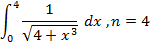 ∫₀⁴ 1/√(4 + x³) dx , n = 4